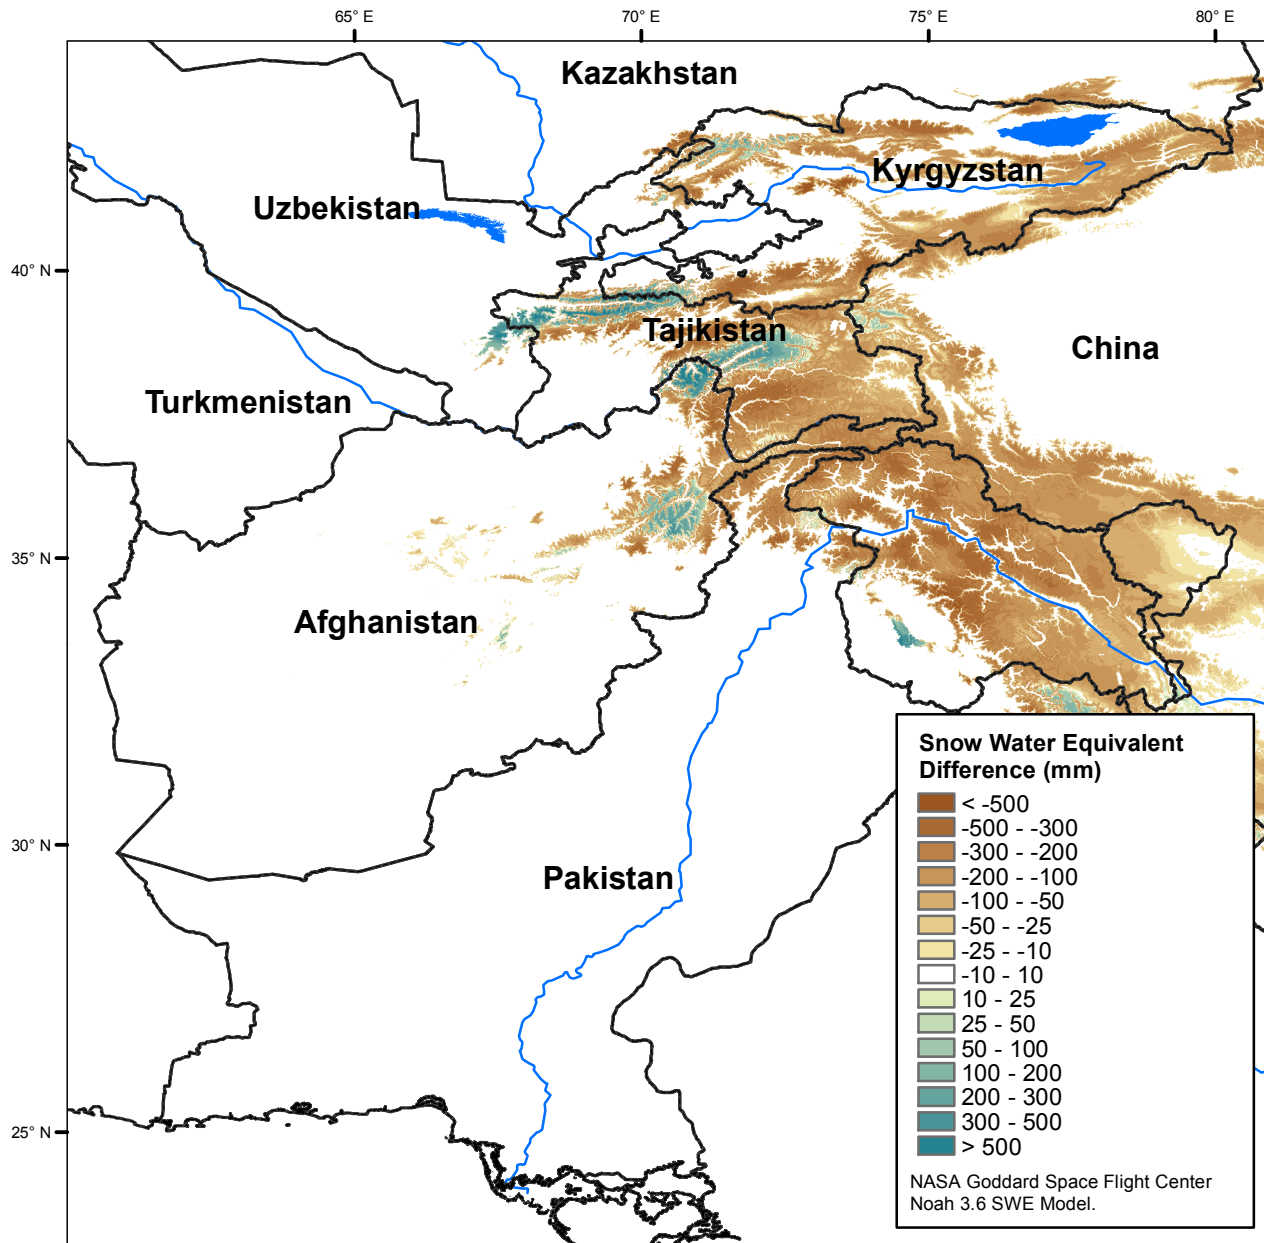 65° E
70° E
75° E
80° E
Kazakhstan
Kyrgyzstan
Uzbekistan
40° N
Tajikistan
China
Turkmenistan
35° N
Afghanistan
30° N
Pakistan
25° N
Snow Water Equivalent
Difference (mm)
< -500
-500 - -300
-300 - -200
-200 - -100
-100 - -50
-50 - -25
-25 - -10
-10 - 10
10 - 25
25 - 50
50 - 100
100 - 200
200 - 300
300 - 500
> 500
NASA Goddard Space Flight Center
Noah 3.6 SWE Model.